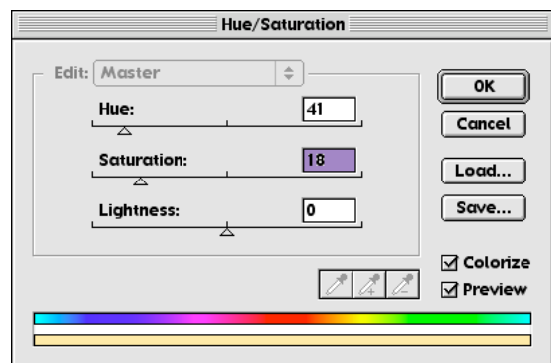 Hue/Saturation
Edit: Master
OK
Hue: 41
Cancel
Saturation: 18
Load...
Lightness: 0
Save...
Colorize
Preview